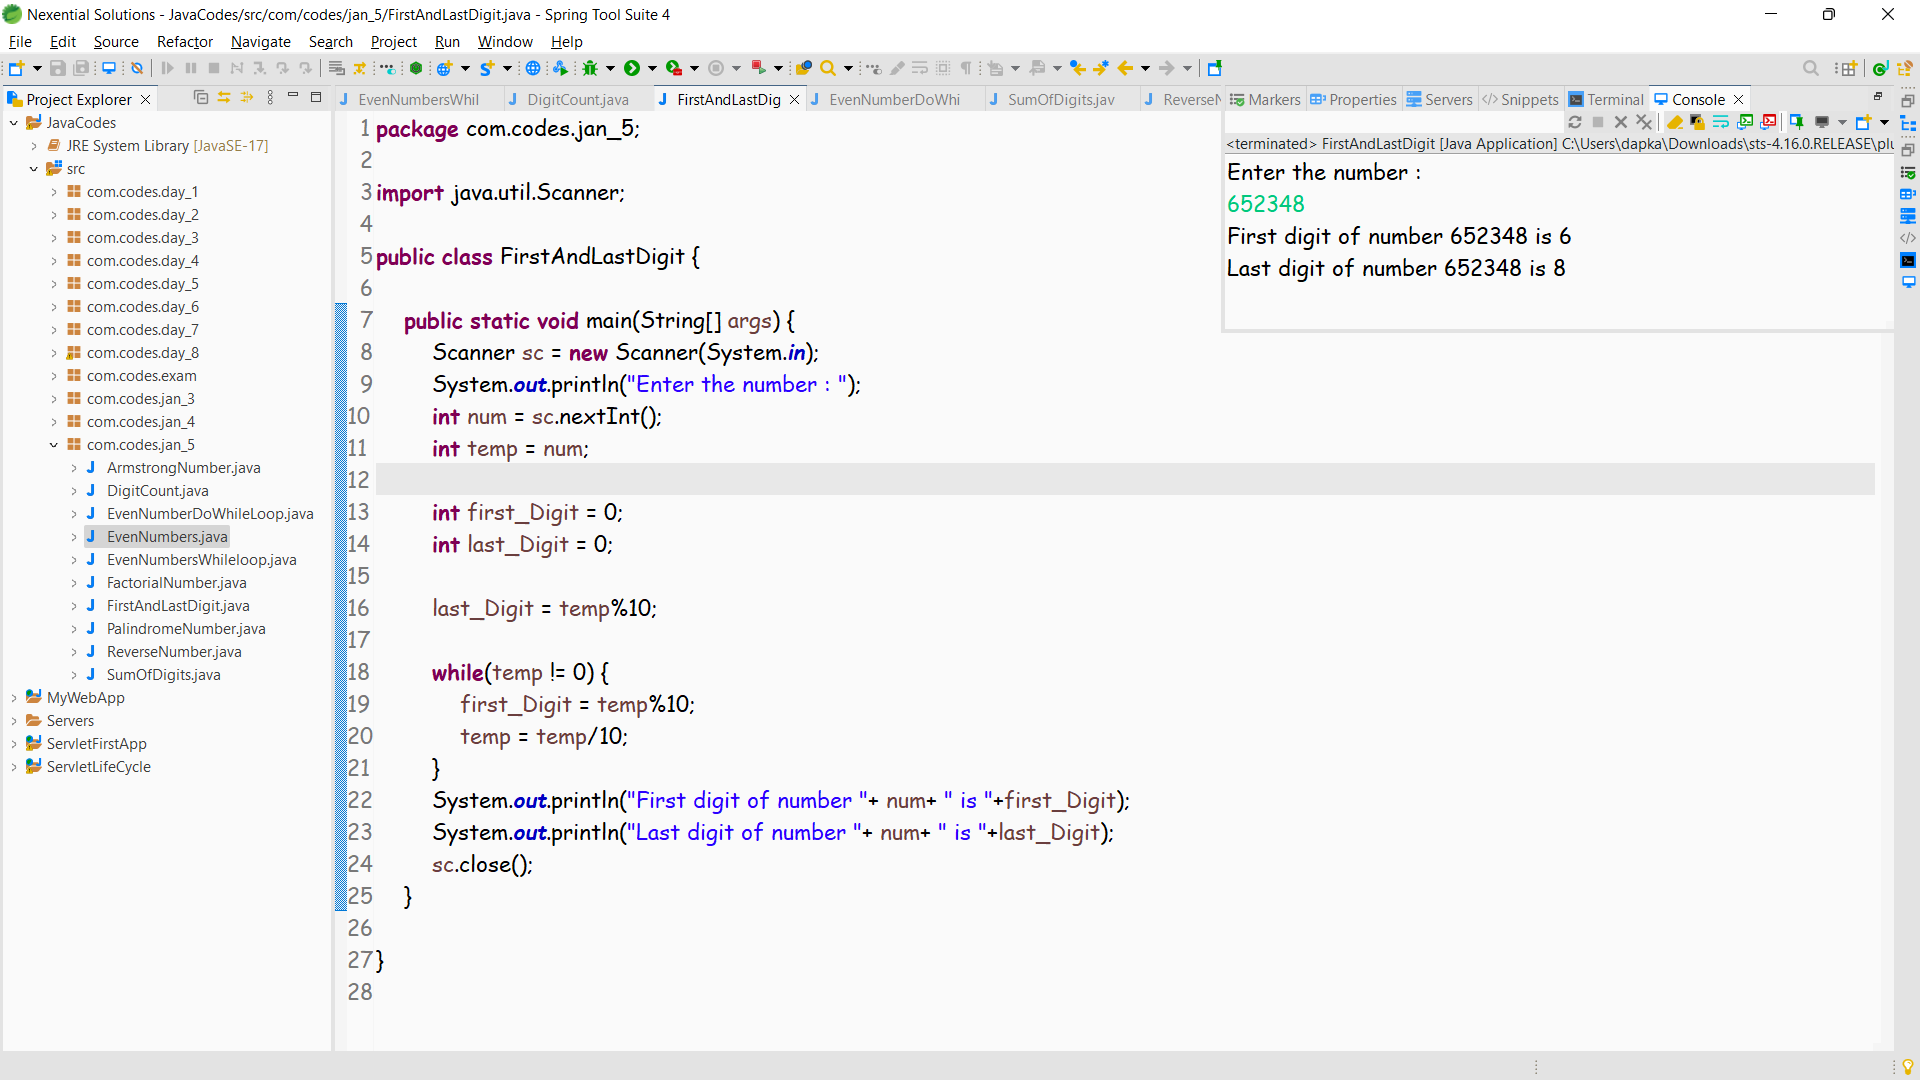 Nexential Solutions - JavaCodes/src/com/codes/jan_5/FirstAndLastDigit.java - Spring Tool Suite 4
File Edit Source Refactor Navigate Search Project Run Window Help
Project Explorer
JavaCodes
JRE System Library [JavaSE-17]
src
com.codes.day_1
com.codes.day_2
com.codes.day_3
com.codes.day_4
com.codes.day_5
com.codes.day_6
com.codes.day_7
com.codes.day_8
com.codes.exam
com.codes.jan_3
com.codes.jan_4
com.codes.jan_5
ArmstrongNumber.java
DigitCount.java
EvenNumberDoWhileLoop.java
EvenNumbers.java
EvenNumbersWhileloop.java
FactorialNumber.java
FirstAndLastDigit.java
PalindromeNumber.java
ReverseNumber.java
SumOfDigits.java
MyWebApp
Servers
ServletFirstApp
ServletLifeCycle
EvenNumbersWhil DigitCount.java FirstAndLastDig EvenNumberDoWhi SumOfDigits.jav ReverseN
1 package com.codes.jan_5;
2
3 import java.util.Scanner;
4
5 public class FirstAndLastDigit {
6
7 public static void main(String[] args) {
8 Scanner sc = new Scanner(System.in);
9 System.out.println("Enter the number : ");
10 int num = sc.nextInt();
11 int temp = num;
12
13 int first_Digit = 0;
14 int last_Digit = 0;
15
16 last_Digit = temp%10;
17
18 while(temp != 0) {
19 first_Digit = temp%10;
20 temp = temp/10;
21 }
22 System.out.println("First digit of number "+ num+ " is "+first_Digit);
23 System.out.println("Last digit of number "+ num+ " is "+last_Digit);
24 sc.close();
25 }
26
27 }
28
Markers Properties Servers Snippets Terminal Console
<terminated> FirstAndLastDigit [Java Application] C:\Users\dapka\Downloads\sts-4.16.0.RELEASE\plu
Enter the number :
652348
First digit of number 652348 is 6
Last digit of number 652348 is 8